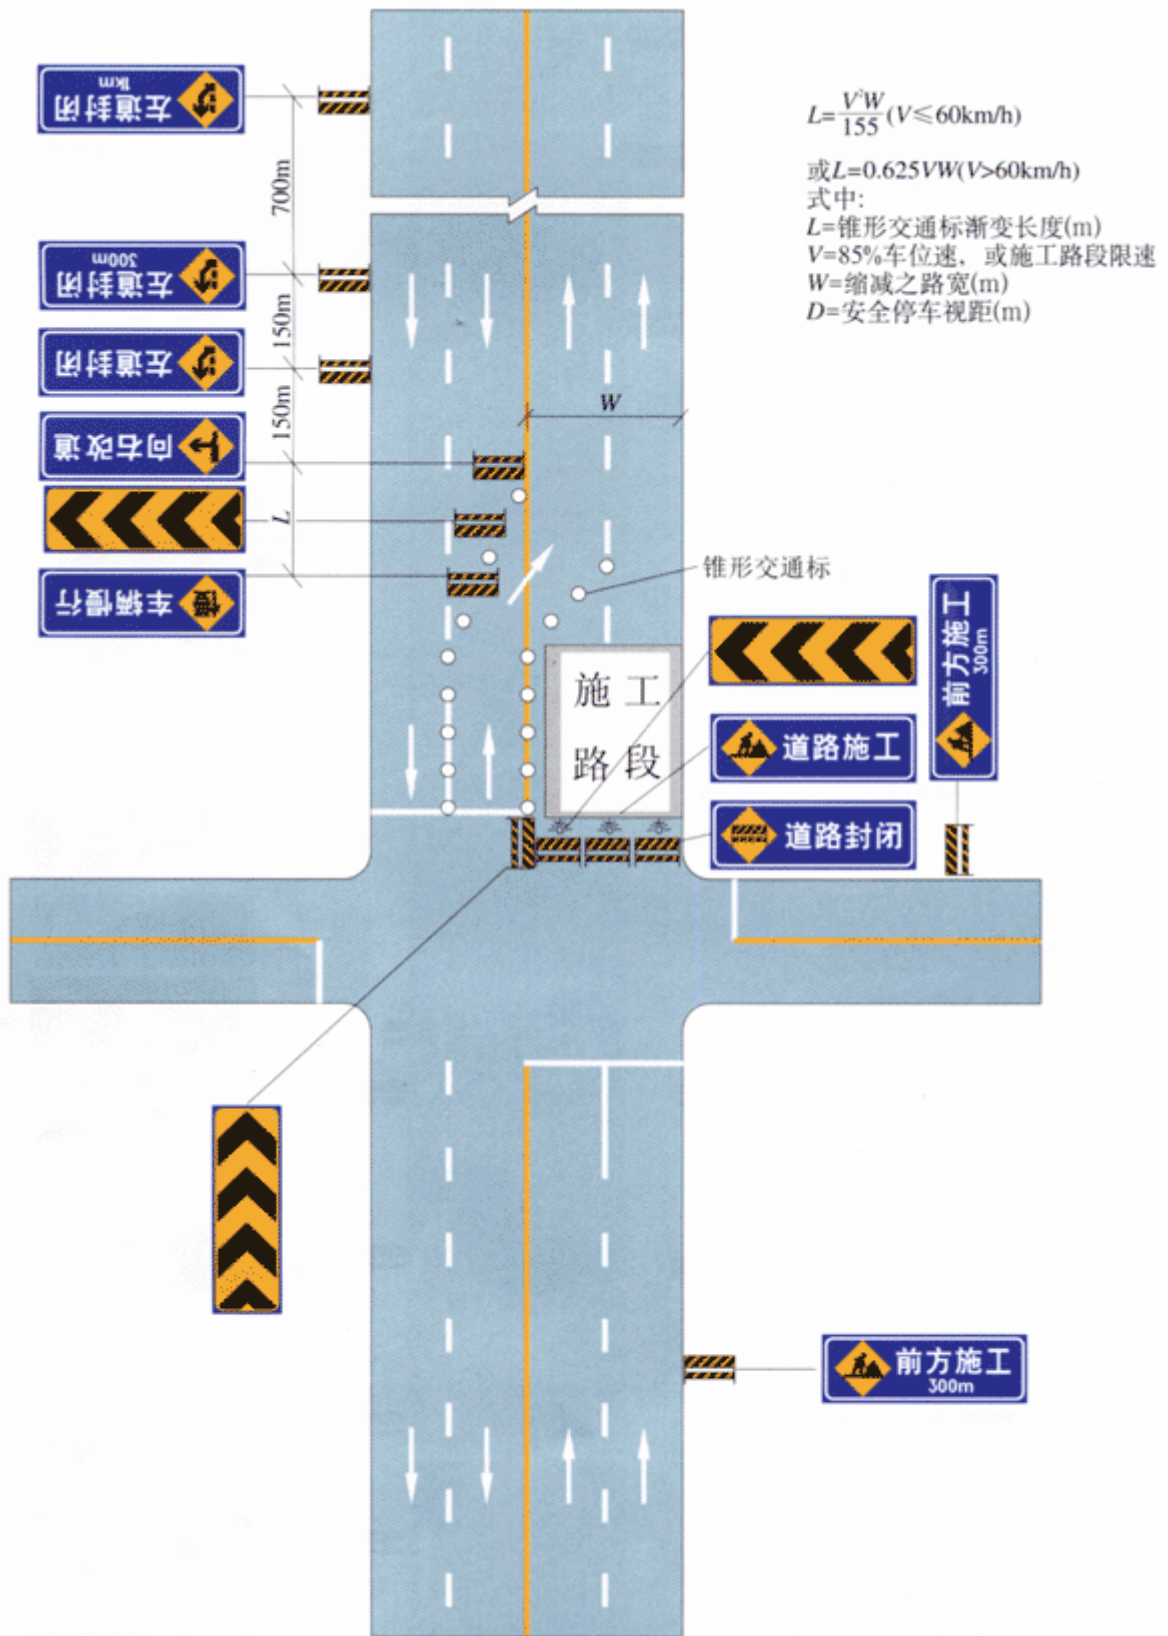 左道封闭
1km
700m
左道封闭
300m
150m
左道封闭
150m
向右改道
L
车辆慢行
慢
L=V²W/155(V≤60km/h)
或L=0.625VW(V>60km/h)
式中:
L=锥形交通标渐变长度(m)
V=85%车位速，或施工路段限速
W=缩减之路宽(m)
D=安全停车视距(m)
W
锥形交通标
施工
路段
前方施工
300m
道路施工
道路封闭
前方施工
300m